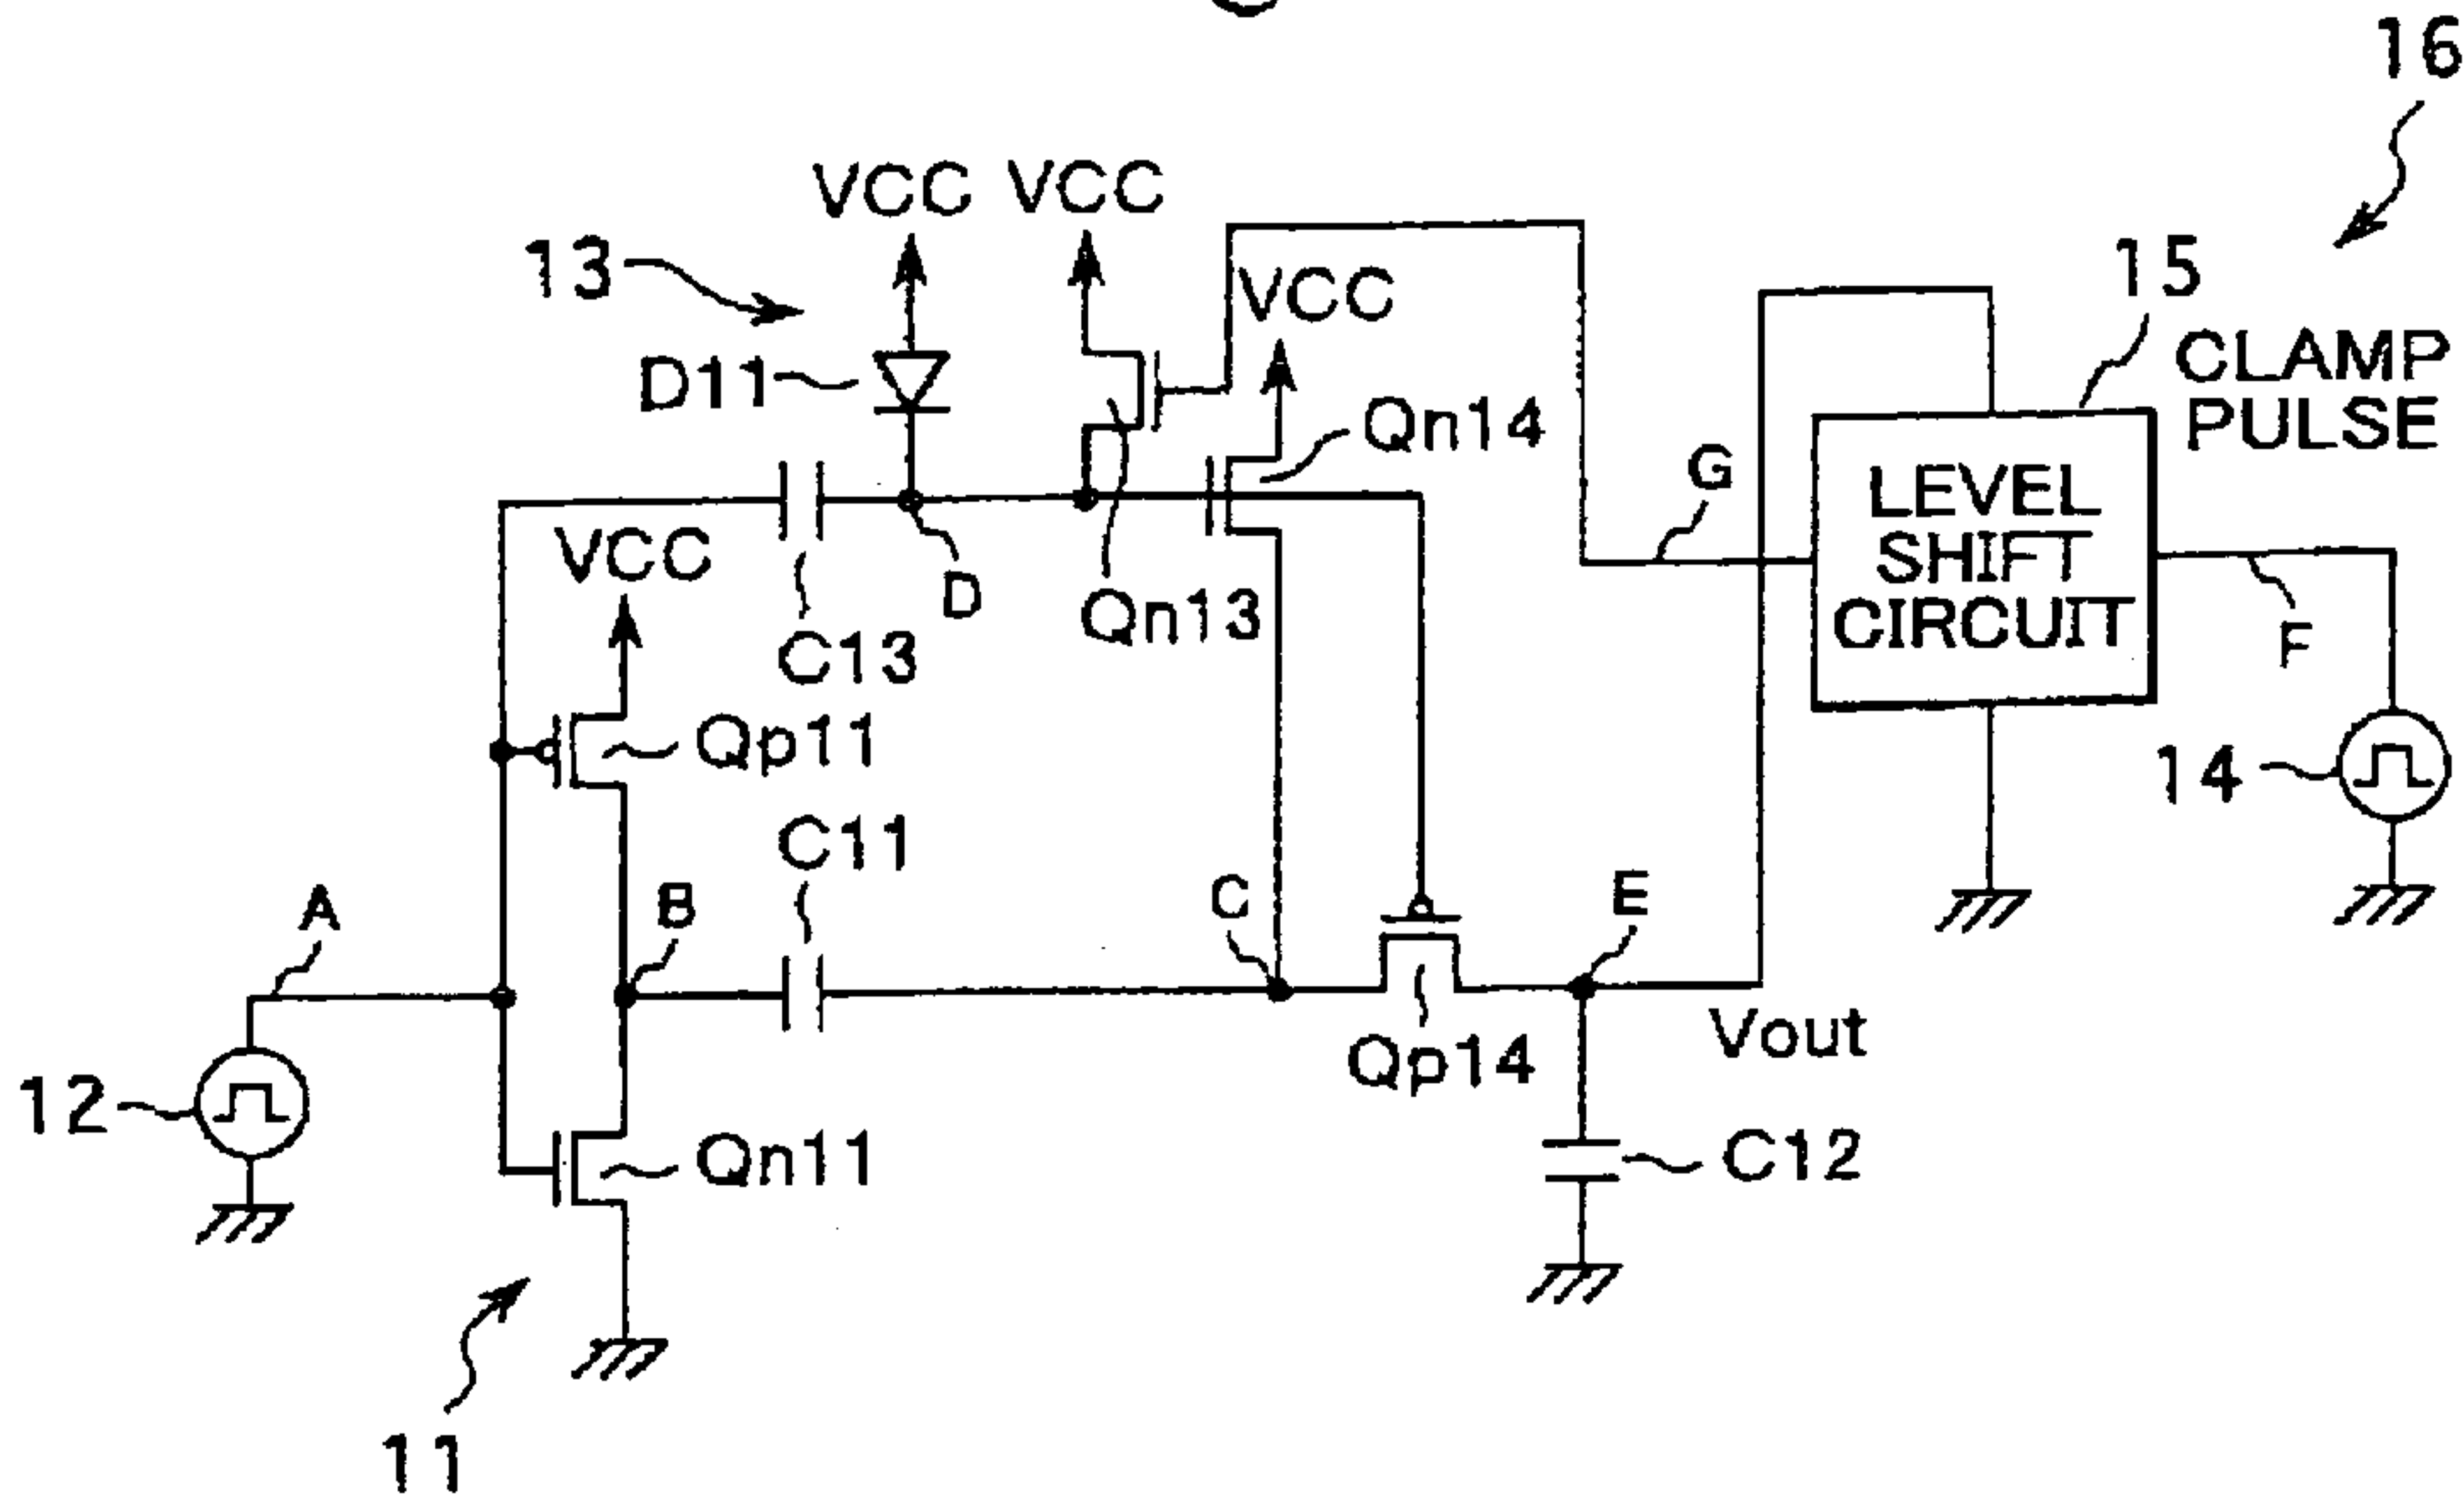 16
VCC VCC
13
VCC
15
CLAMP
PULSE
D11
Qn14
G
LEVEL
SHIFT
CIRCUIT
VCC
D
Qn13
F
C13
Qp11
14
C11
A
B
C
E
Vout
Qp14
12
Qn11
C12
11